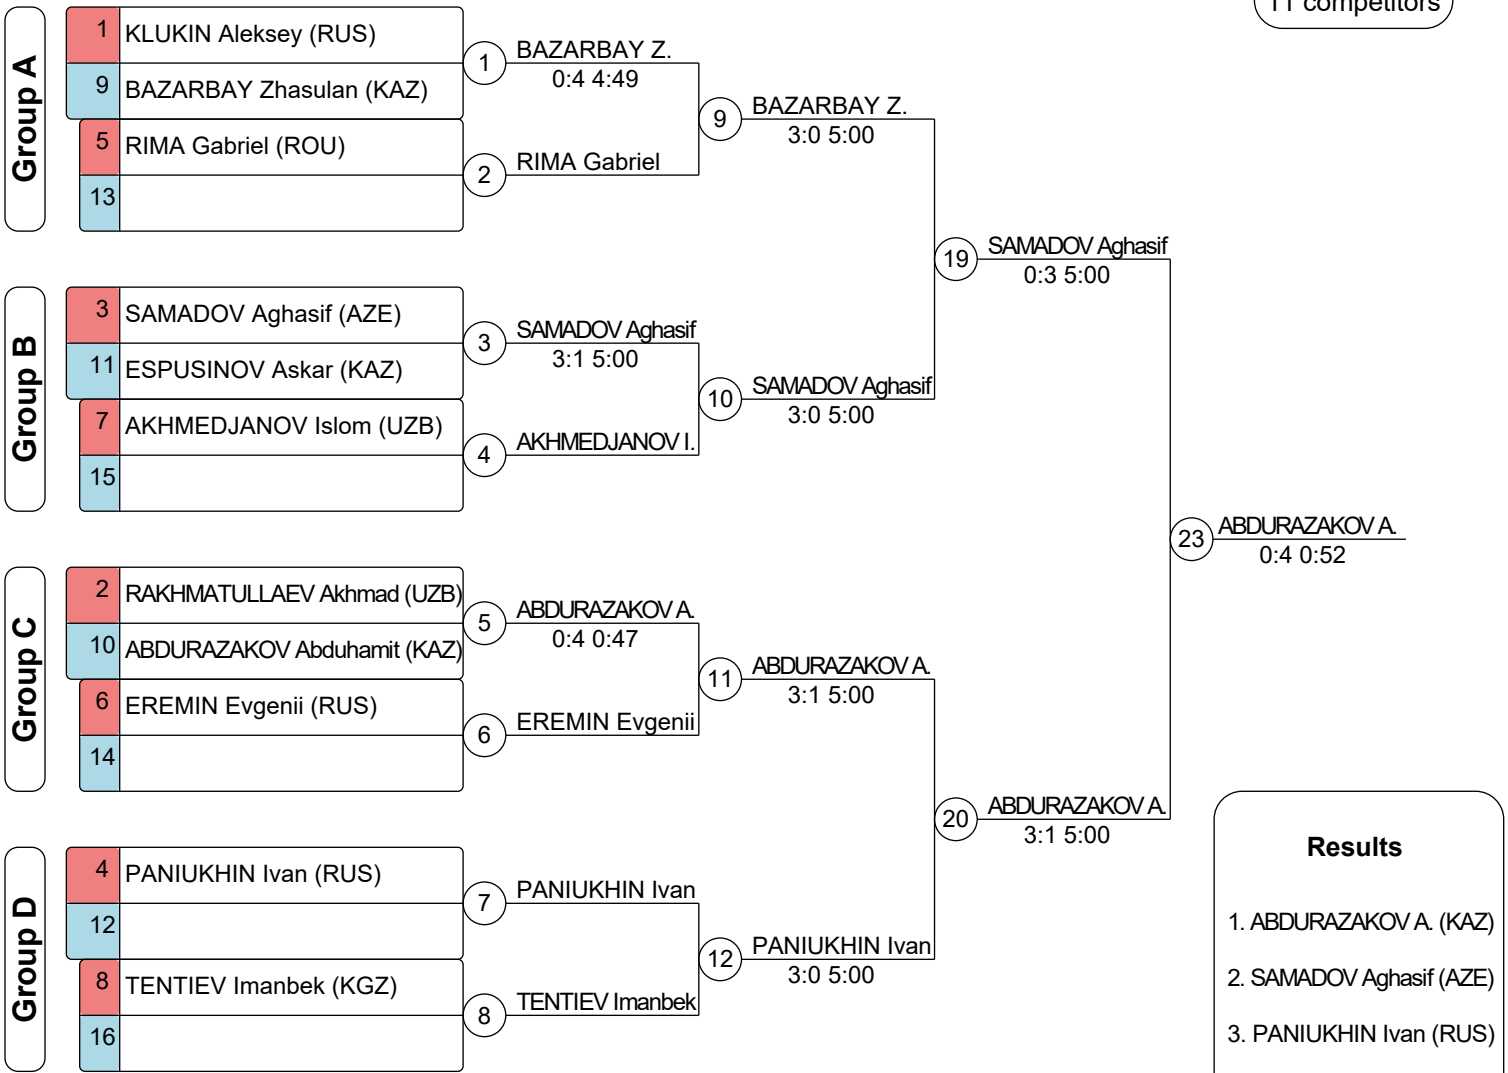 11 competitors
Group A
1 KLUKIN Aleksey (RUS)
9 BAZARBAY Zhasulan (KAZ)
5 RIMA Gabriel (ROU)
13
1 BAZARBAY Z.
0:4 4:49
2 RIMA Gabriel
9 BAZARBAY Z.
3:0 5:00
Group B
3 SAMADOV Aghasif (AZE)
11 ESPUSINOV Askar (KAZ)
7 AKHMEDJANOV Islom (UZB)
15
3 SAMADOV Aghasif
3:1 5:00
4 AKHMEDJANOV I.
10 SAMADOV Aghasif
3:0 5:00
19 SAMADOV Aghasif
0:3 5:00
Group C
2 RAKHMATULLAEV Akhmad (UZB)
10 ABDURAZAKOV Abduhamit (KAZ)
6 EREMIN Evgenii (RUS)
14
5 ABDURAZAKOV A.
0:4 0:47
6 EREMIN Evgenii
11 ABDURAZAKOV A.
3:1 5:00
Group D
4 PANIUKHIN Ivan (RUS)
12
8 TENTIEV Imanbek (KGZ)
16
7 PANIUKHIN Ivan
8 TENTIEV Imanbek
12 PANIUKHIN Ivan
3:0 5:00
20 ABDURAZAKOV A.
3:1 5:00
23 ABDURAZAKOV A.
0:4 0:52
Results
1. ABDURAZAKOV A. (KAZ)
2. SAMADOV Aghasif (AZE)
3. PANIUKHIN Ivan (RUS)